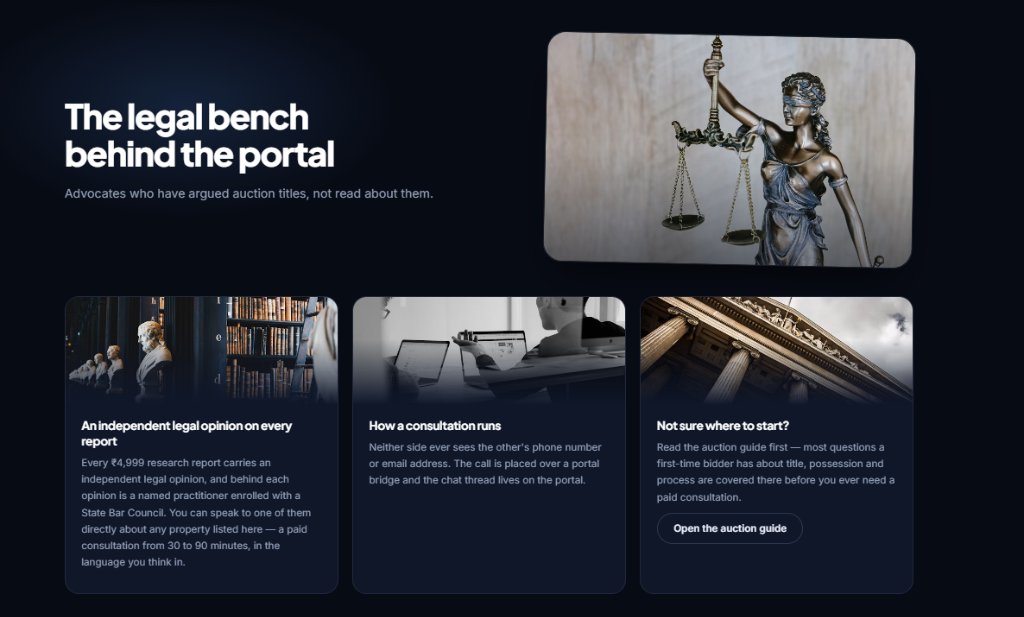 The legal bench
behind the portal
Advocates who have argued auction titles, not read about them.
An independent legal opinion on every
report
Every ₹4,999 research report carries an
independent legal opinion, and behind each
opinion is a named practitioner enrolled with a
State Bar Council. You can speak to one of them
directly about any property listed here — a paid
consultation from 30 to 90 minutes, in the
language you think in.
How a consultation runs
Neither side ever sees the other's phone number
or email address. The call is placed over a portal
bridge and the chat thread lives on the portal.
Not sure where to start?
Read the auction guide first — most questions a
first-time bidder has about title, possession and
process are covered there before you ever need a
paid consultation.
Open the auction guide